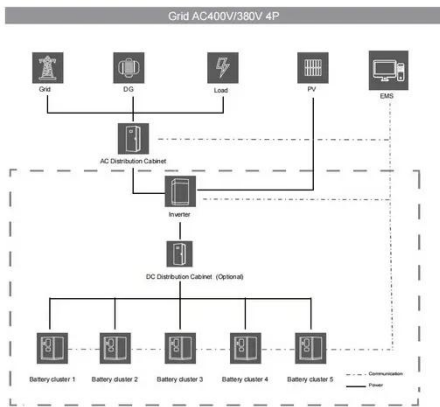 Grid AC400V/380V 4P
Grid
DG
Load
PV
EMS
AC Distribution Cabinet
Inverter
DC Distribution Cabinet (Optional)
Battery cluster 1
Battery cluster 2
Battery cluster 3
Battery cluster 4
Battery cluster 5
Communication
Power